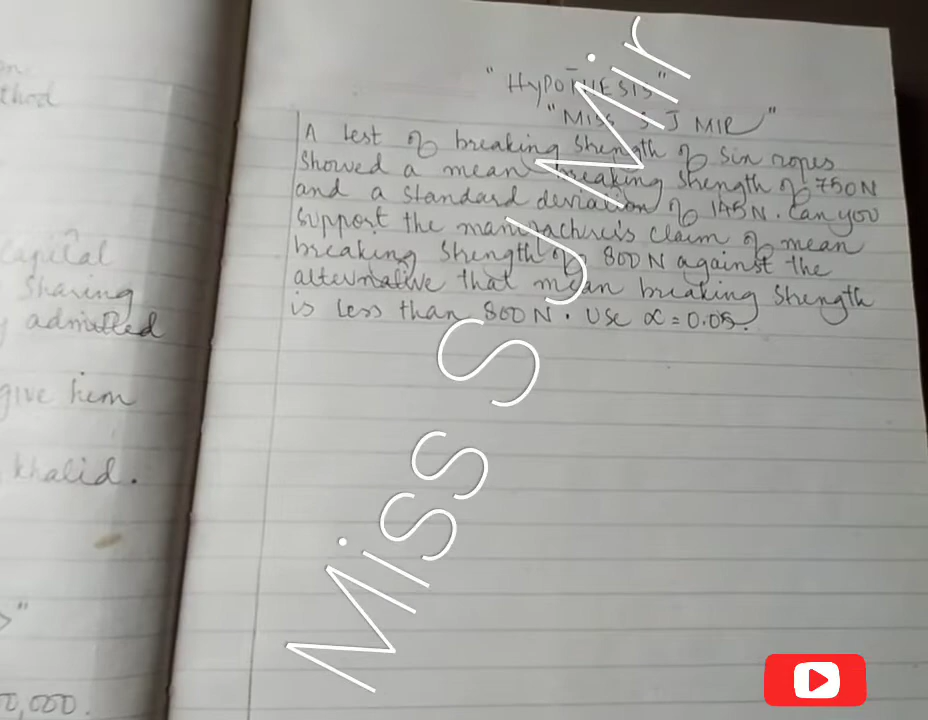 on
thod
Capital
Sharing
admitted
give him
khalid.
00,000.
"HYPOTHESIS"
"MISS S J MIR"
A test of breaking strength of six ropes
showed a mean breaking strength of 750N
and a standard deviation of 145N. Can you
support the manufacturer's claim of mean
breaking strength of 800N against the
alternative that mean breaking strength
is less than 800N. Use α = 0.05.
Miss S J Mir